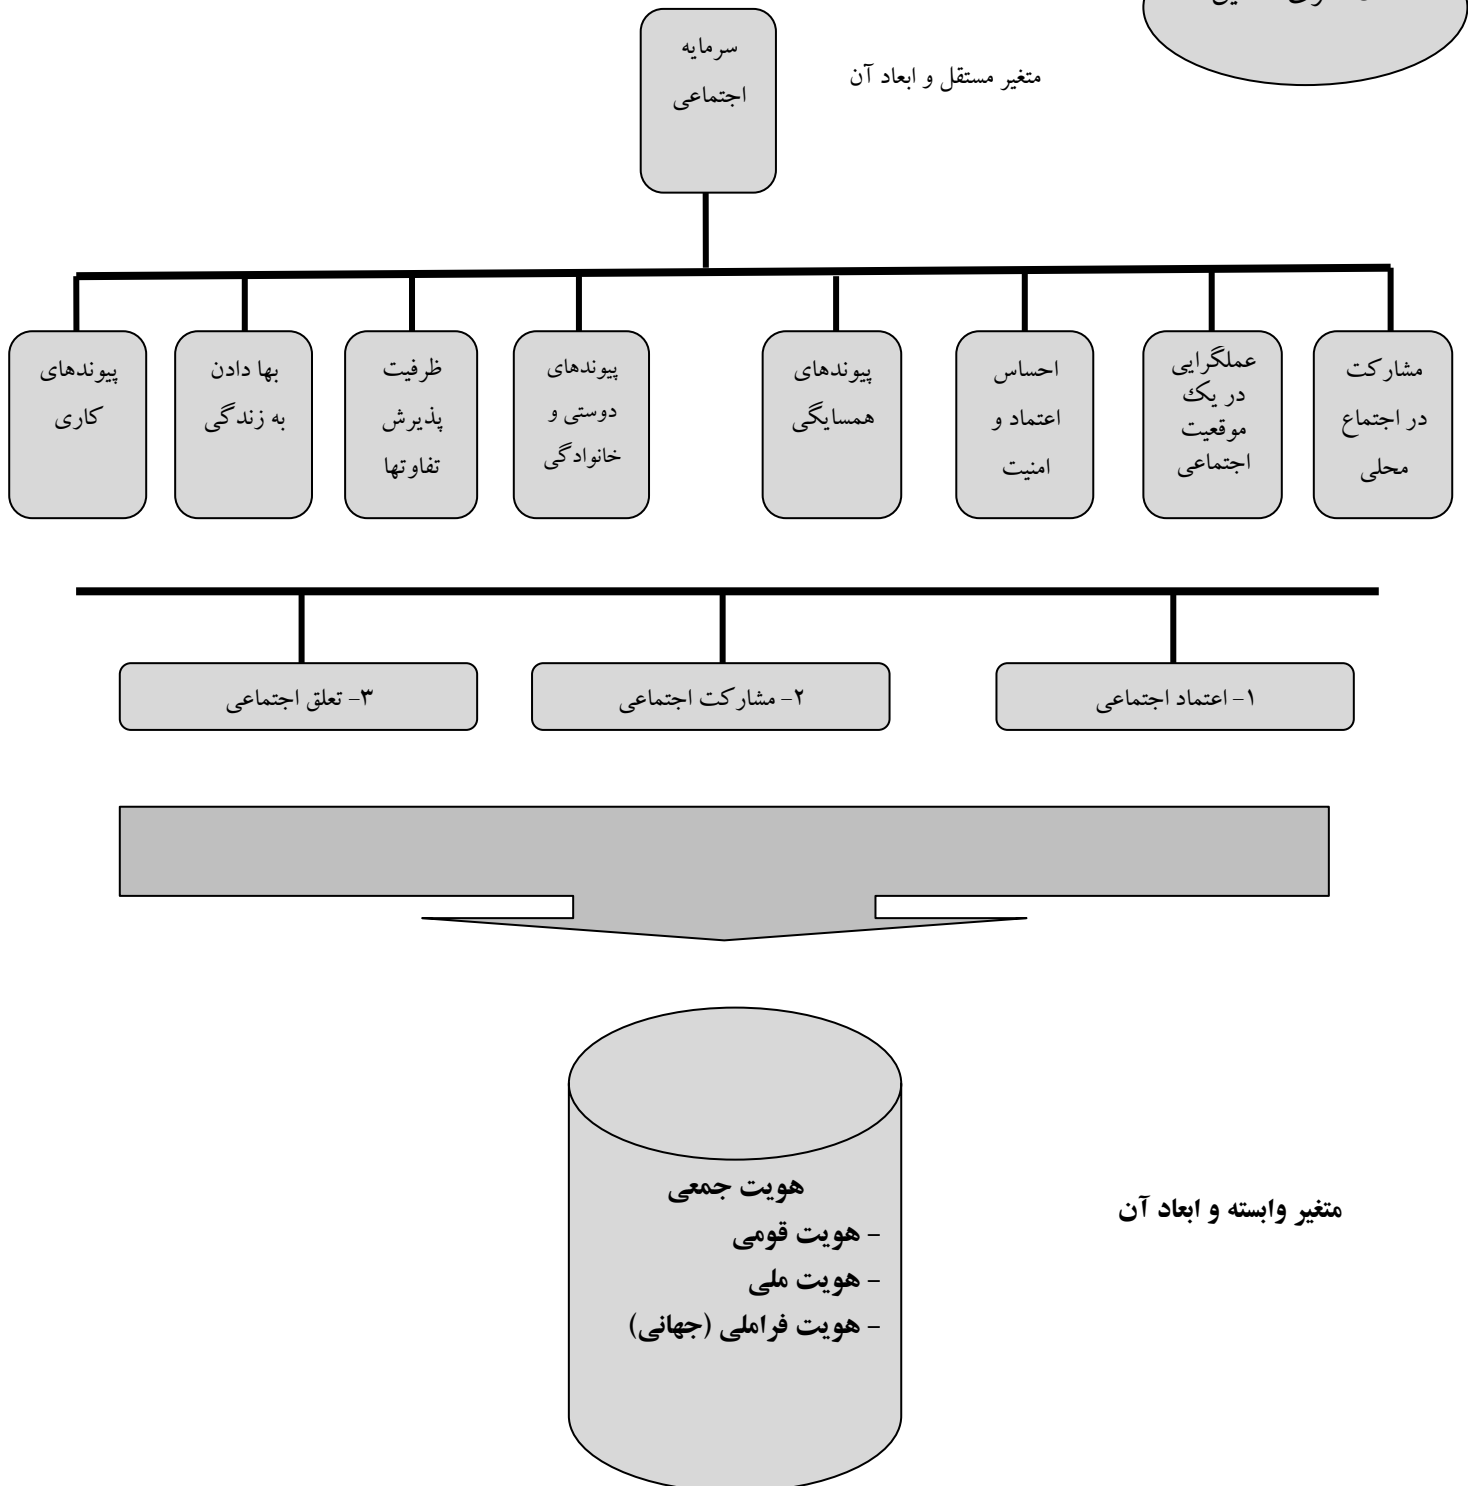 سرمایه
اجتماعی
متغیر مستقل و ابعاد آن
مشارکت
در اجتماع
محلی
عملگرایی
در یک
موقعیت
اجتماعی
احساس
اعتماد و
امنیت
پیوندهای
همسایگی
پیوندهای
دوستی و
خانوادگی
ظرفیت
پذیرش
تفاوتها
بها دادن
به زندگی
پیوندهای
کاری
۱- اعتماد اجتماعی
۲- مشارکت اجتماعی
۳- تعلق اجتماعی
هویت جمعی
- هویت قومی
- هویت ملی
- هویت فراملی (جهانی)
متغیر وابسته و ابعاد آن